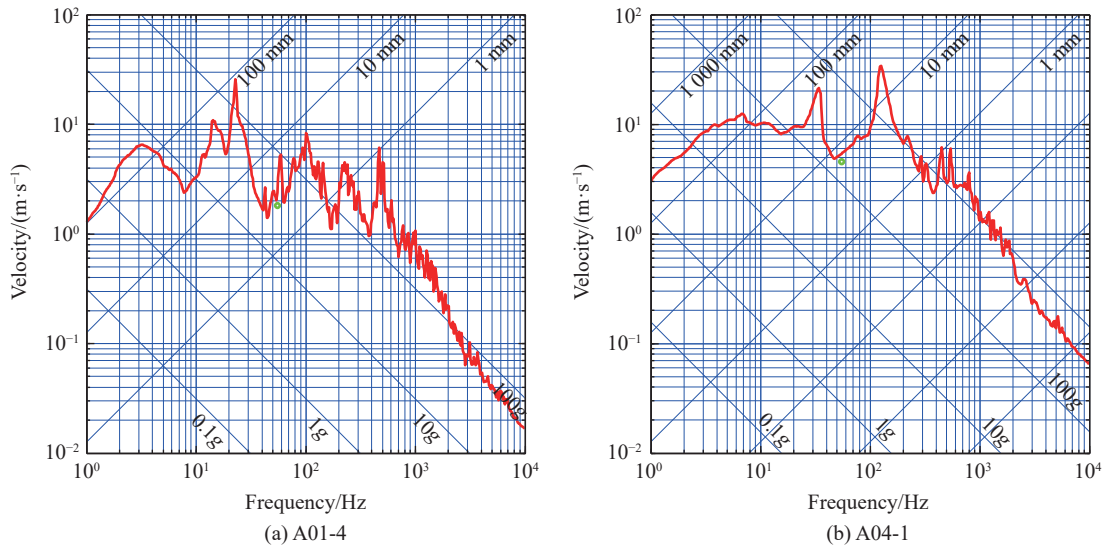 10²
10¹
10⁰
10⁻¹
10⁻²
Velocity/(m·s⁻¹)
100 mm
10 mm
1 mm
0.1g
1g
10g
100g
10⁰
10¹
10²
10³
10⁴
Frequency/Hz
(a) A01-4
10²
10¹
10⁰
10⁻¹
10⁻²
Velocity/(m·s⁻¹)
1 000 mm
100 mm
10 mm
1 mm
0.1g
1g
10g
100g
10⁰
10¹
10²
10³
10⁴
Frequency/Hz
(b) A04-1